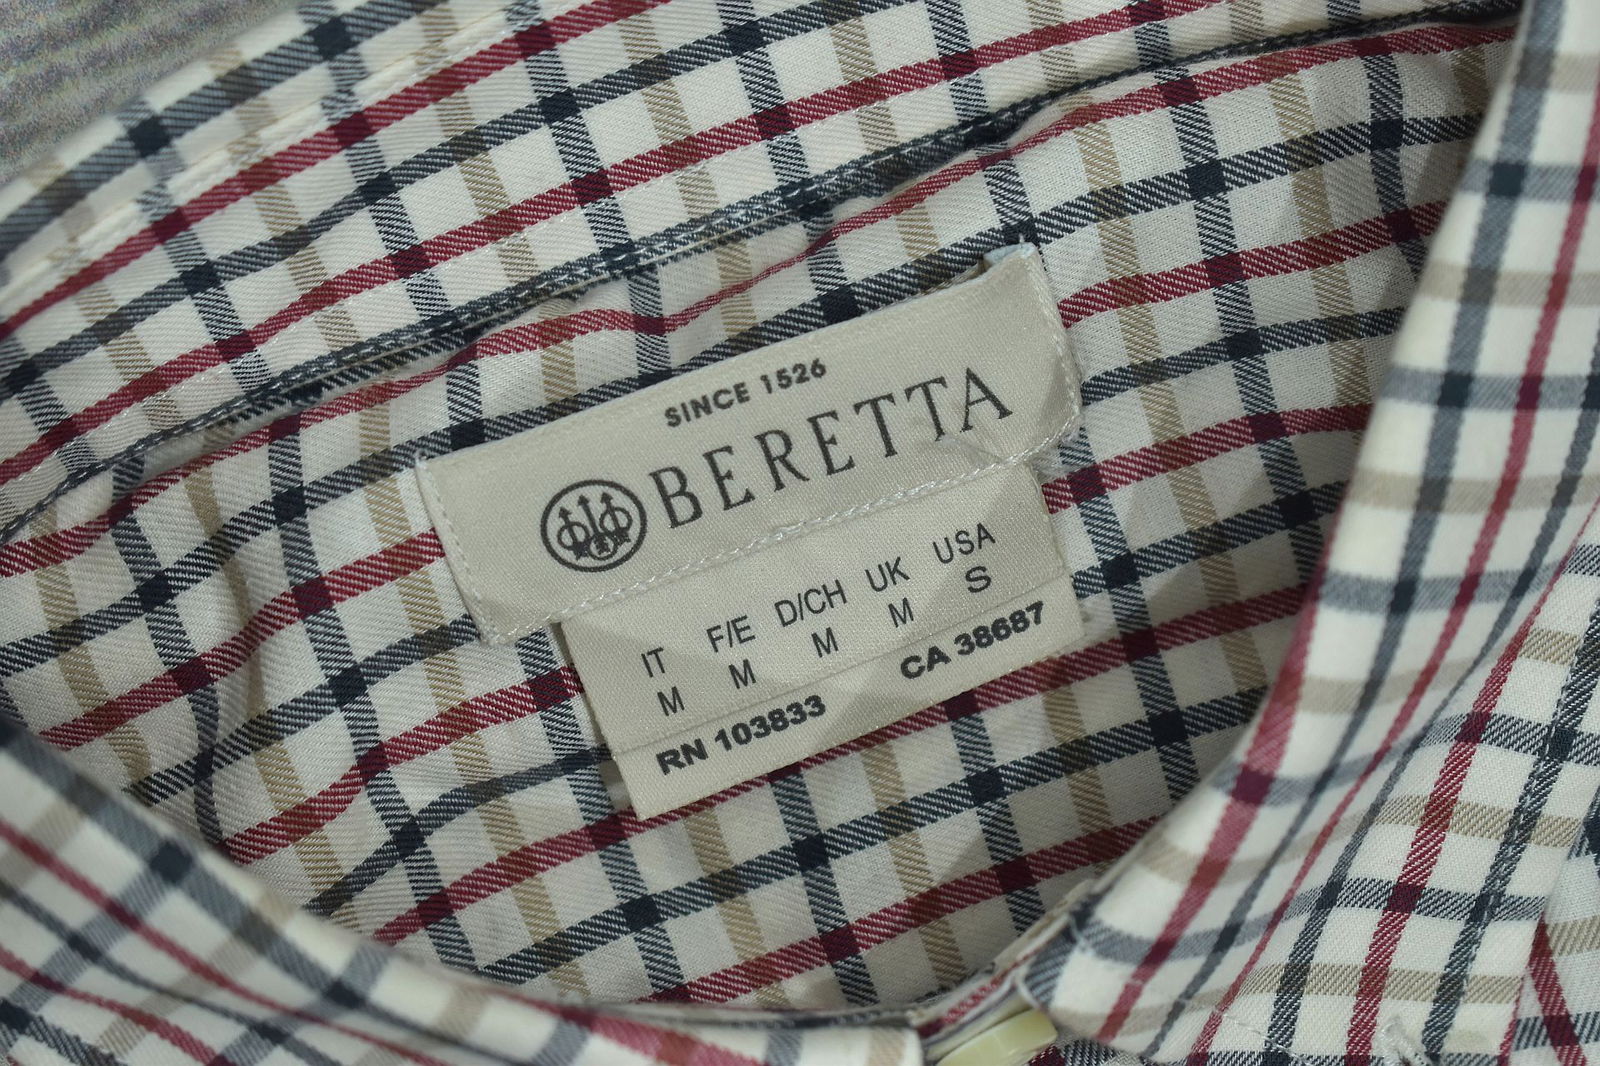 SINCE 1526
BERETTA
IT F/E D/CH UK USA
M M M M S
RN 103833 CA 38687